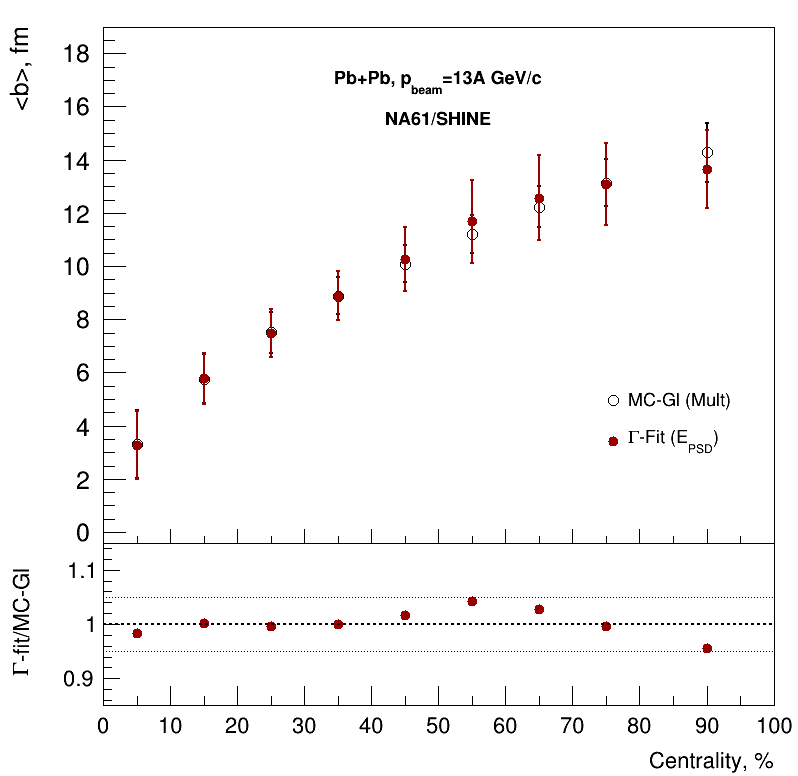 <b>, fm
18
16
14
12
10
8
6
4
2
0
Pb+Pb, p_beam=13A GeV/c
NA61/SHINE
MC-Gl (Mult)
Γ-Fit (E_PSD)
Γ-fit/MC-Gl
1.1
1
0.9
0 10 20 30 40 50 60 70 80 90 100
Centrality, %